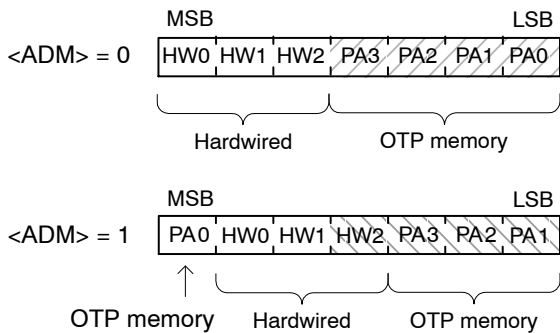 MSB LSB
<ADM> = 0 HW0 HW1 HW2 PA3 PA2 PA1 PA0
Hardwired OTP memory
MSB LSB
<ADM> = 1 PA0 HW0 HW1 HW2 PA3 PA2 PA1
OTP memory Hardwired OTP memory